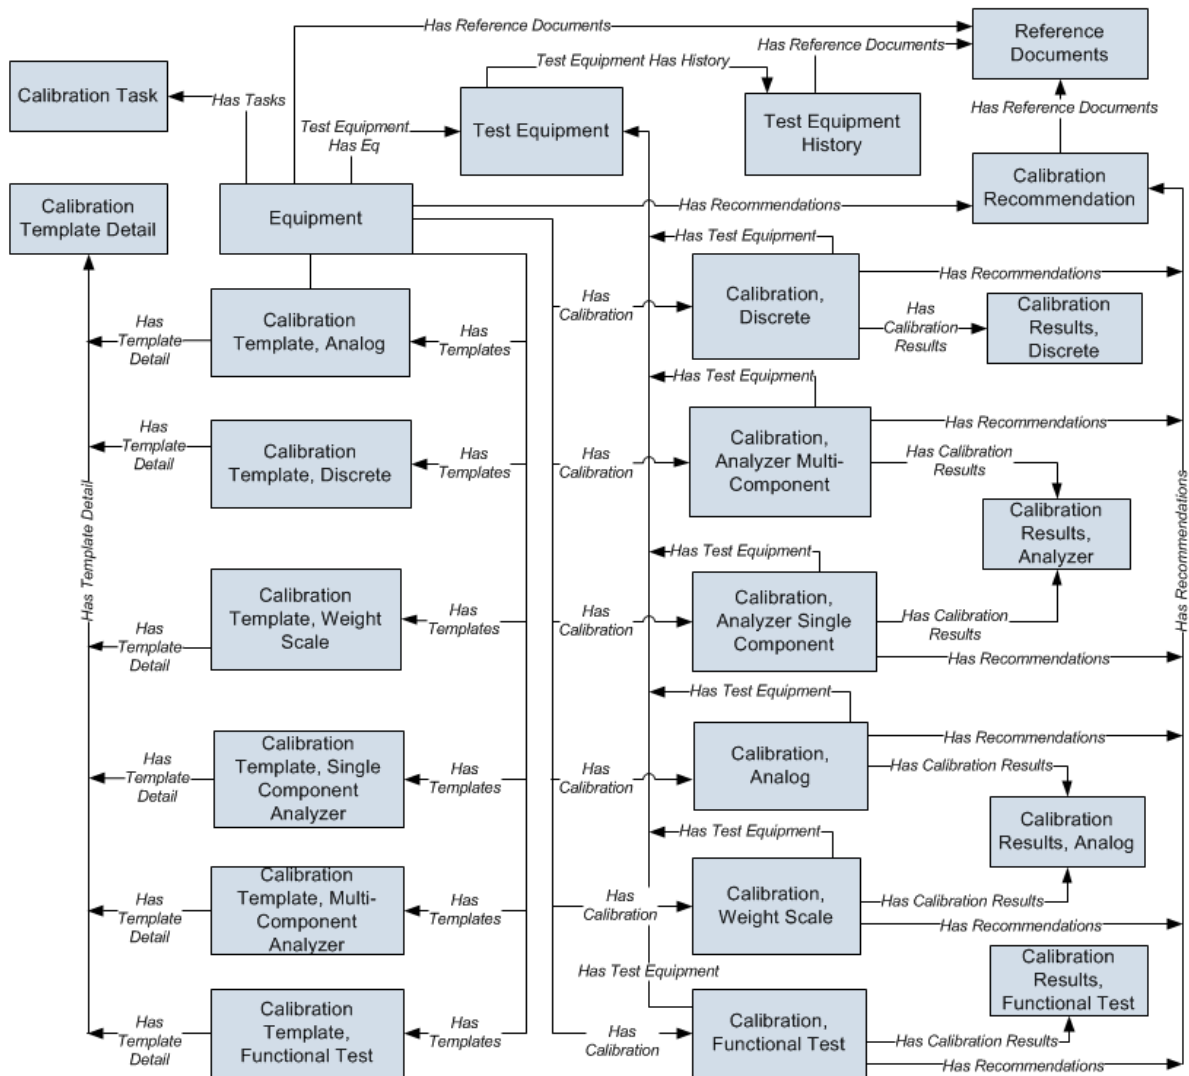 Has Reference Documents
Reference
Documents
Has Reference Documents
Test Equipment Has History
Calibration Task
Has Tasks
Test Equipment
Has Eq
Test Equipment
Test Equipment
History
Has Reference Documents
Calibration
Recommendation
Calibration
Template Detail
Equipment
Has Recommendations
Has Test Equipment
Has
Calibration
Calibration,
Discrete
Has Recommendations
Has
Calibration
Results
Calibration
Results,
Discrete
Has
Template
Detail
Calibration
Template, Analog
Has
Templates
Has Test Equipment
Has
Template
Detail
Calibration
Template, Discrete
Has
Templates
Has
Calibration
Calibration,
Analyzer Multi-
Component
Has Recommendations
Has Calibration
Results
Calibration
Results,
Analyzer
Has Template Detail
Has Recommendations
Has Test Equipment
Has
Template
Detail
Calibration
Template, Weight
Scale
Has
Templates
Has
Calibration
Calibration,
Analyzer Single
Component
Has Calibration
Results
Has Recommendations
Has Test Equipment
Has
Template
Detail
Calibration
Template, Single
Component
Analyzer
Has
Templates
Has
Calibration
Calibration,
Analog
Has Recommendations
Has Calibration Results
Calibration
Results, Analog
Has Test Equipment
Has
Template
Detail
Calibration
Template, Multi-
Component
Analyzer
Has
Templates
Has
Calibration
Calibration,
Weight Scale
Has Calibration Results
Has Recommendations
Has Test Equipment
Calibration
Results,
Functional Test
Has
Template
Detail
Calibration
Template,
Functional Test
Has
Templates
Has
Calibration
Calibration,
Functional Test
Has Calibration Results
Has Recommendations